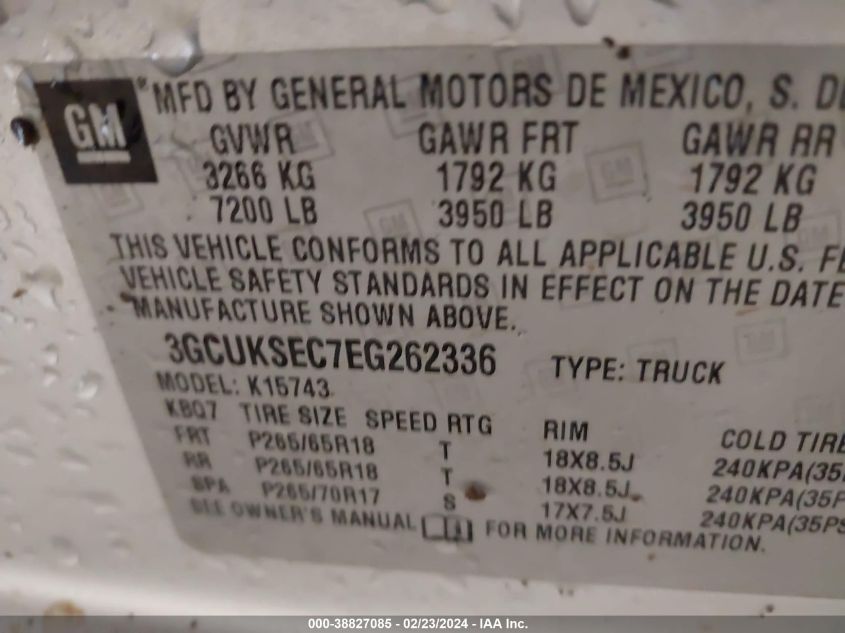 GM
MFD BY GENERAL MOTORS DE MEXICO, S.
GVWR GAWR FRT GAWR RR
3266 KG 1792 KG 1792 KG
7200 LB 3950 LB 3950 LB
THIS VEHICLE CONFORMS TO ALL APPLICABLE U.S.
VEHICLE SAFETY STANDARDS IN EFFECT ON THE DATE
MANUFACTURE SHOWN ABOVE.
3GCUKSEC7EG262336 TYPE: TRUCK
MODEL: K15743
KBQ7 TIRE SIZE SPEED RTG RIM COLD TIRE
FRT P265/65R18 T 18X8.5J 240KPA(35
RR P265/65R18 T 18X8.5J 240KPA(35P
SPA P265/70R17 S 17X7.5J 240KPA(35PS
SEE OWNER'S MANUAL FOR MORE INFORMATION.
000-38827085 / 02/23/2024 - IAA Inc.